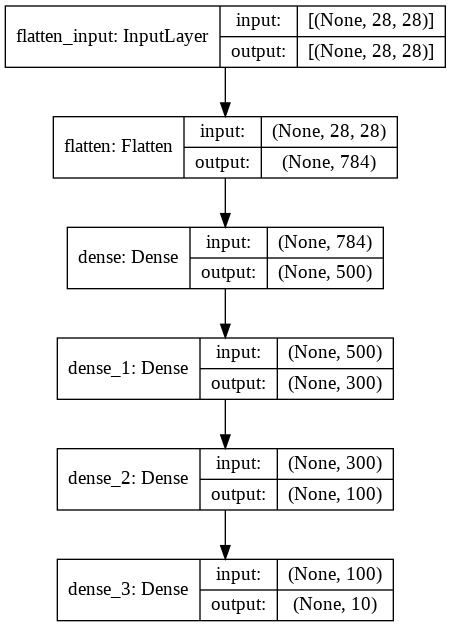 flatten_input: InputLayer
input: [(None, 28, 28)]
output: [(None, 28, 28)]
flatten: Flatten
input: (None, 28, 28)
output: (None, 784)
dense: Dense
input: (None, 784)
output: (None, 500)
dense_1: Dense
input: (None, 500)
output: (None, 300)
dense_2: Dense
input: (None, 300)
output: (None, 100)
dense_3: Dense
input: (None, 100)
output: (None, 10)